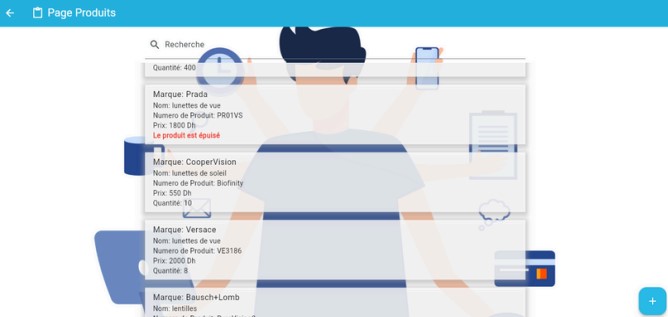 Page Produits
Recherche
Quantité: 400
Marque: Prada
Nom: lunettes de vue
Numero de Produit: PR01VS
Prix: 1800 Dh
Le produit est épuisé
Marque: CooperVision
Nom: lunettes de soleil
Numero de Produit: Biofinity
Prix: 550 Dh
Quantité: 10
Marque: Versace
Nom: lunettes de vue
Numero de Produit: VE3186
Prix: 2000 Dh
Quantité: 8
Marque: Bausch+Lomb
Nom: lentilles